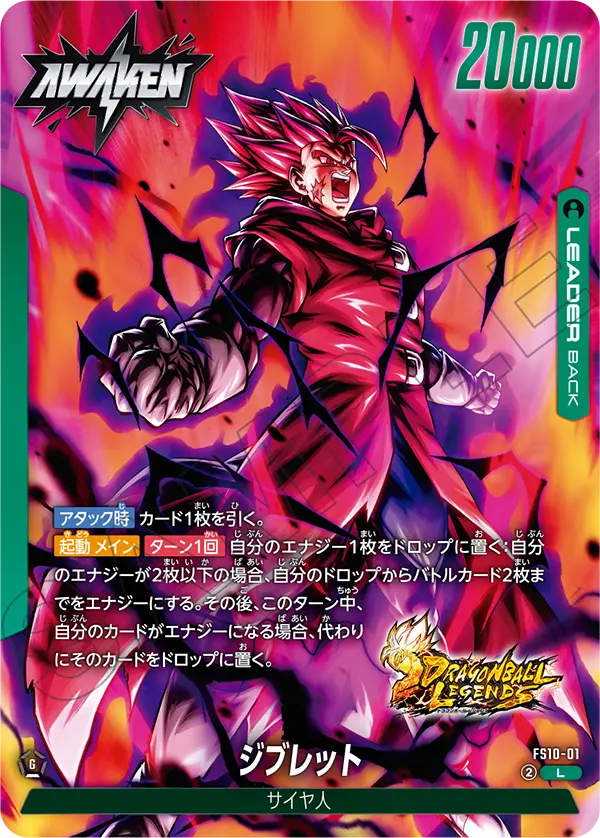 AWAKEN
20000
LEADER BACK
アタック時 カード1枚を引く。
起動メイン ターン1回 自分のエナジー1枚をドロップに置く:自分
のエナジーが2枚以下の場合、自分のドロップからバトルカード2枚ま
でをエナジーにする。その後、このターン中、
自分のカードがエナジーになる場合、代わり
にそのカードをドロップに置く。
DRAGONBALL
LEGENDS
ジブレット
FS10-01
G
② L
サイヤ人